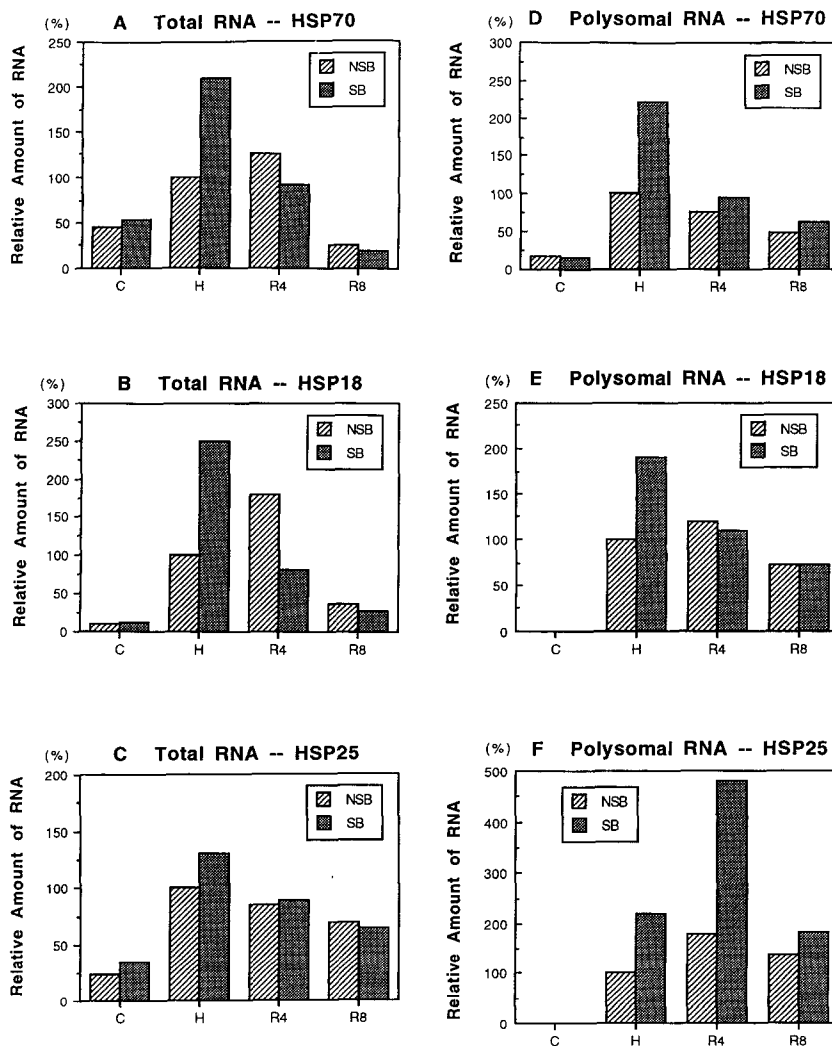 (%) A Total RNA -- HSP70
Relative Amount of RNA
250
200
150
100
50
0
NSB
SB
C H R4 R8
(%) D Polysomal RNA -- HSP70
Relative Amount of RNA
300
250
200
150
100
50
0
NSB
SB
C H R4 R8
(%) B Total RNA -- HSP18
Relative Amount of RNA
300
250
200
150
100
50
0
NSB
SB
C H R4 R8
(%) E Polysomal RNA -- HSP18
Relative Amount of RNA
250
200
150
100
50
0
NSB
SB
C H R4 R8
(%) C Total RNA -- HSP25
Relative Amount of RNA
200
150
100
50
0
NSB
SB
C H R4 R8
(%) F Polysomal RNA -- HSP25
Relative Amount of RNA
500
400
300
200
100
0
NSB
SB
C H R4 R8